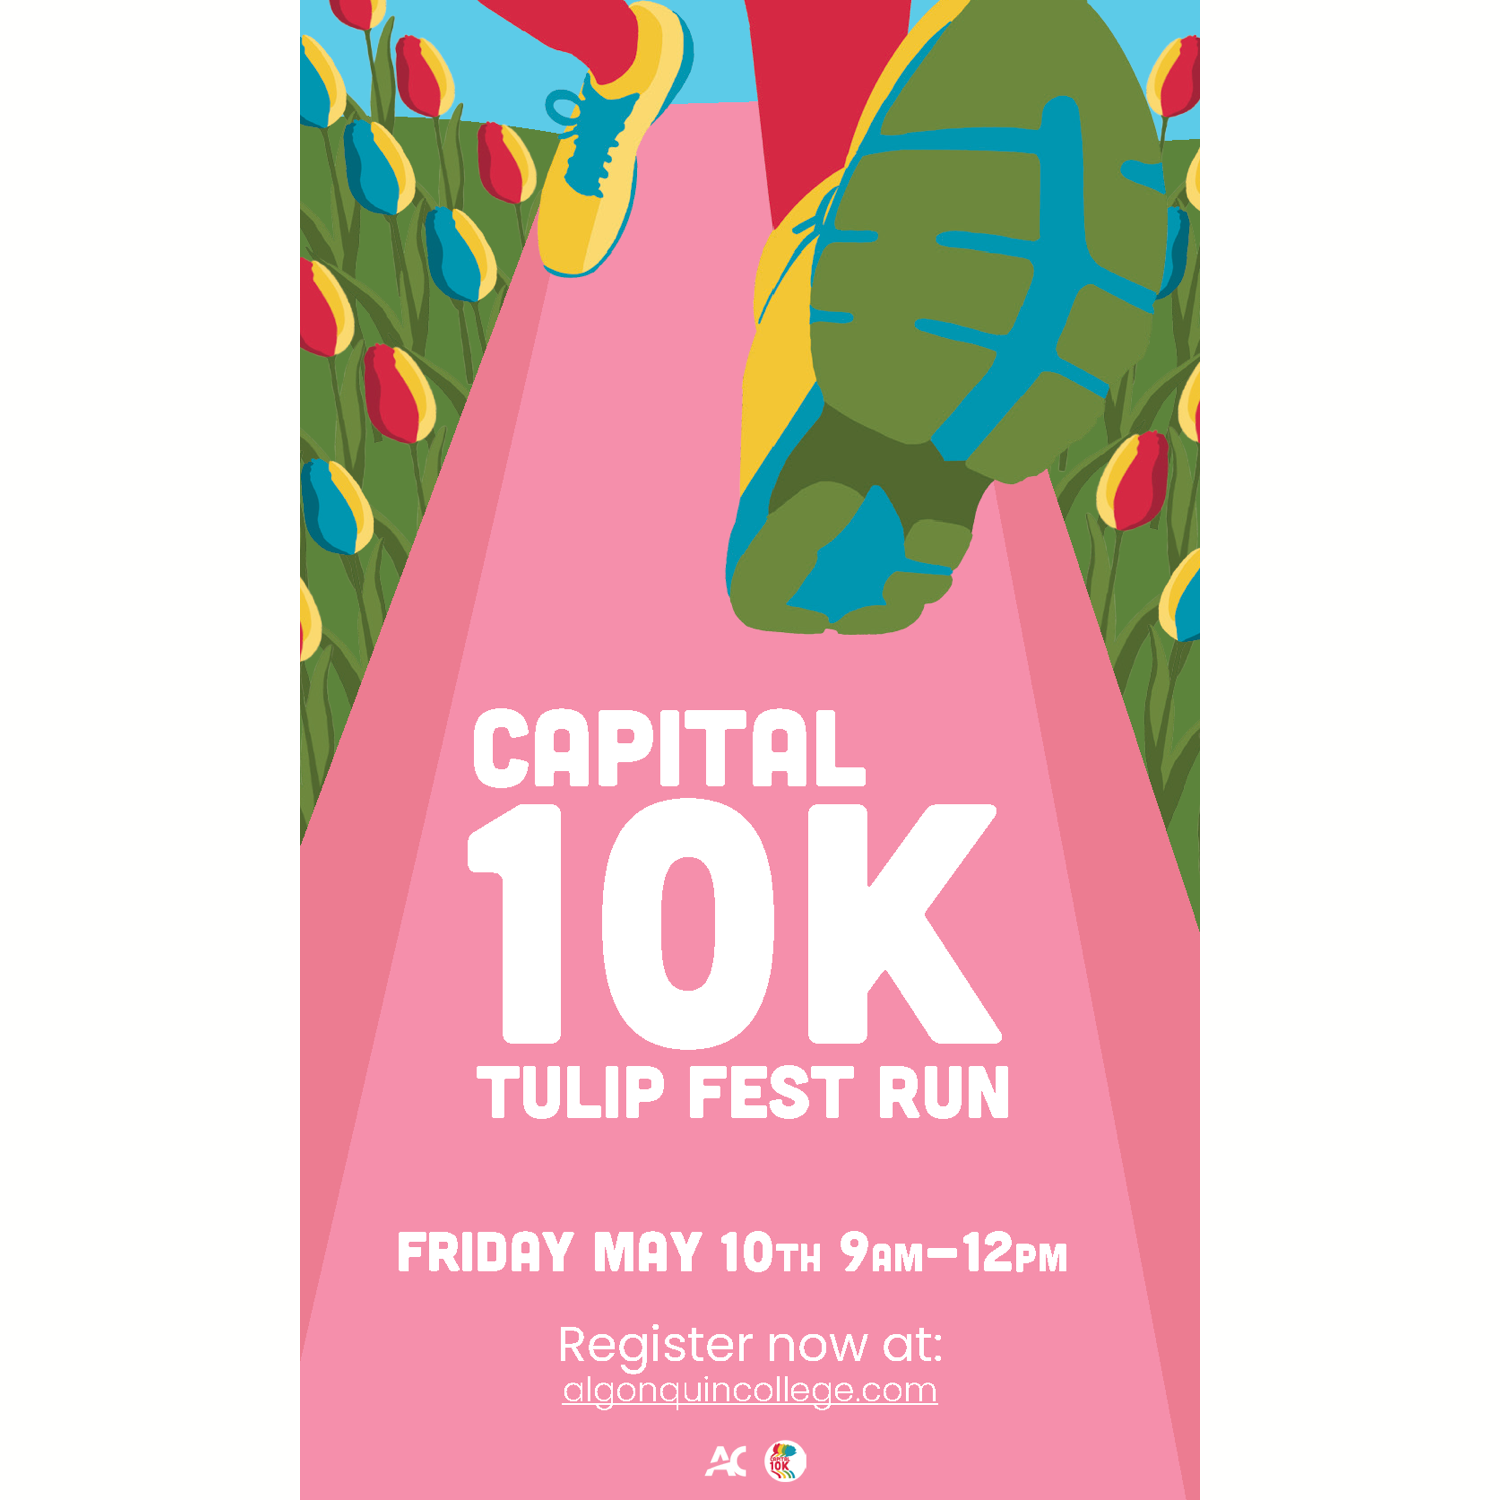 CAPITAL
10K
TULIP FEST RUN
FRIDAY MAY 10TH 9AM–12PM
Register now at:
algonquincollege.com
AC
CAPITAL
10K